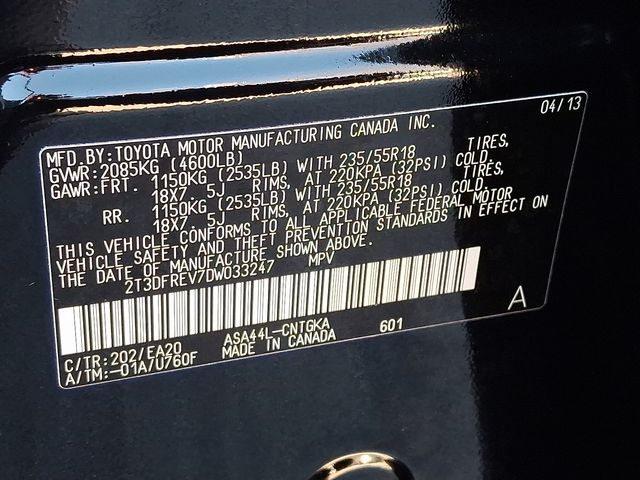 04/13
MFD.BY:TOYOTA MOTOR MANUFACTURING CANADA INC.
GVWR:2085KG (4600LB)
GAWR:FRT. 1150KG (2535LB) WITH 235/55R18 TIRES,
18X7.5J RIMS, AT 220KPA (32PSI) COLD.
RR. 1150KG (2535LB) WITH 235/55R18 TIRES,
18X7.5J RIMS, AT 220KPA (32PSI) COLD.
THIS VEHICLE CONFORMS TO ALL APPLICABLE FEDERAL MOTOR
VEHICLE SAFETY AND THEFT PREVENTION STANDARDS IN EFFECT ON
THE DATE OF MANUFACTURE SHOWN ABOVE.
2T3DFREV7DW033247 MPV
A
C/TR:202/EA20 ASA44L-CNTGKA 601
A/TM:-01A/U760F MADE IN CANADA